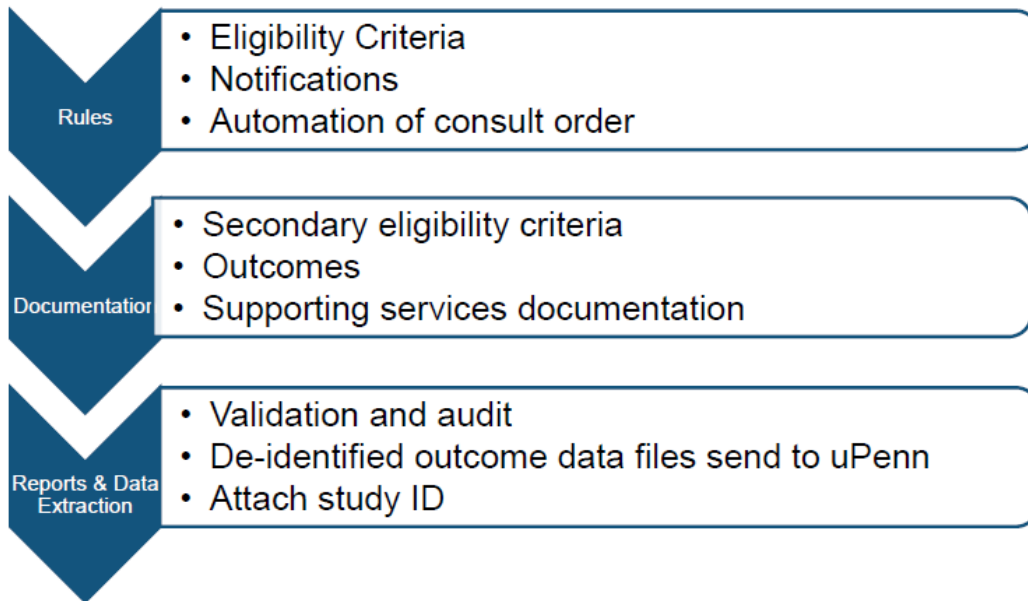 Rules
• Eligibility Criteria
• Notifications
• Automation of consult order
Documentation
• Secondary eligibility criteria
• Outcomes
• Supporting services documentation
Reports & Data
Extraction
• Validation and audit
• De-identified outcome data files send to uPenn
• Attach study ID